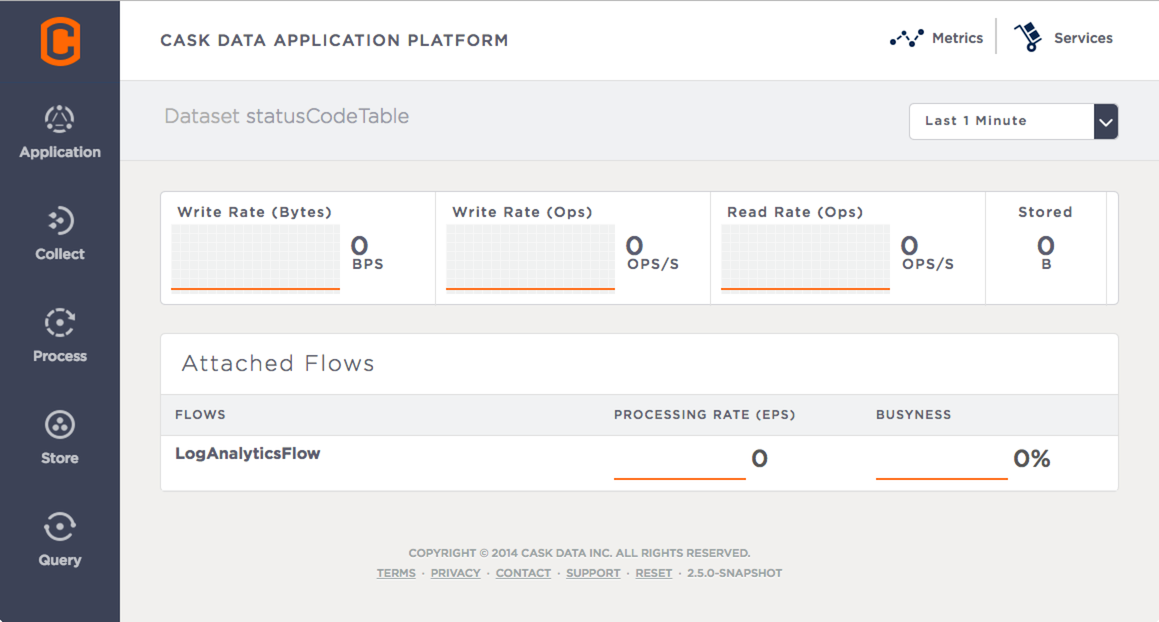 CASK DATA APPLICATION PLATFORM
Metrics
Services
Application
Collect
Process
Store
Query
Dataset statusCodeTable
Last 1 Minute
Write Rate (Bytes)
0
BPS
Write Rate (Ops)
0
OPS/S
Read Rate (Ops)
0
OPS/S
Stored
0
B
Attached Flows
FLOWS PROCESSING RATE (EPS) BUSYNESS
LogAnalyticsFlow 0 0%
COPYRIGHT © 2014 CASK DATA INC. ALL RIGHTS RESERVED.
TERMS · PRIVACY · CONTACT · SUPPORT · RESET · 2.5.0-SNAPSHOT